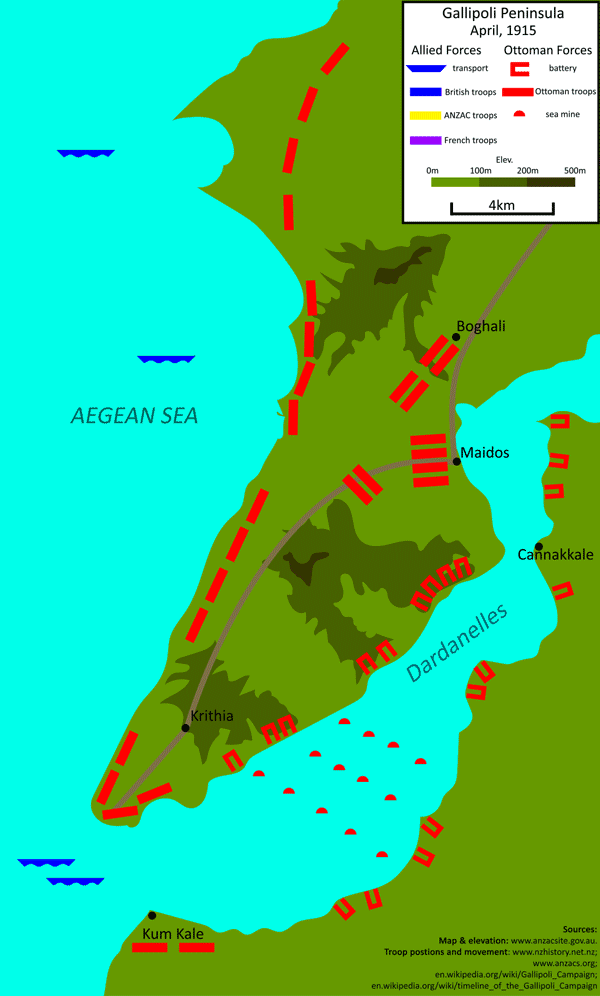 Gallipoli Peninsula
April, 1915
Allied Forces
Ottoman Forces
transport
battery
British troops
Ottoman troops
ANZAC troops
sea mine
French troops
Elev.
0m 100m 200m 500m
4km
Boghali
AEGEAN SEA
Maidos
Cannakkale
Dardanelles
Krithia
Kum Kale
Sources:
Map & elevation: www.anzacsite.gov.au.
Troop postions and movement: www.nzhistory.net.nz;
www.anzacs.org;
en.wikipedia.org/wiki/Gallipoli_Campaign;
en.wikipedia.org/wiki/timeline_of_the_Gallipoli_Campaign